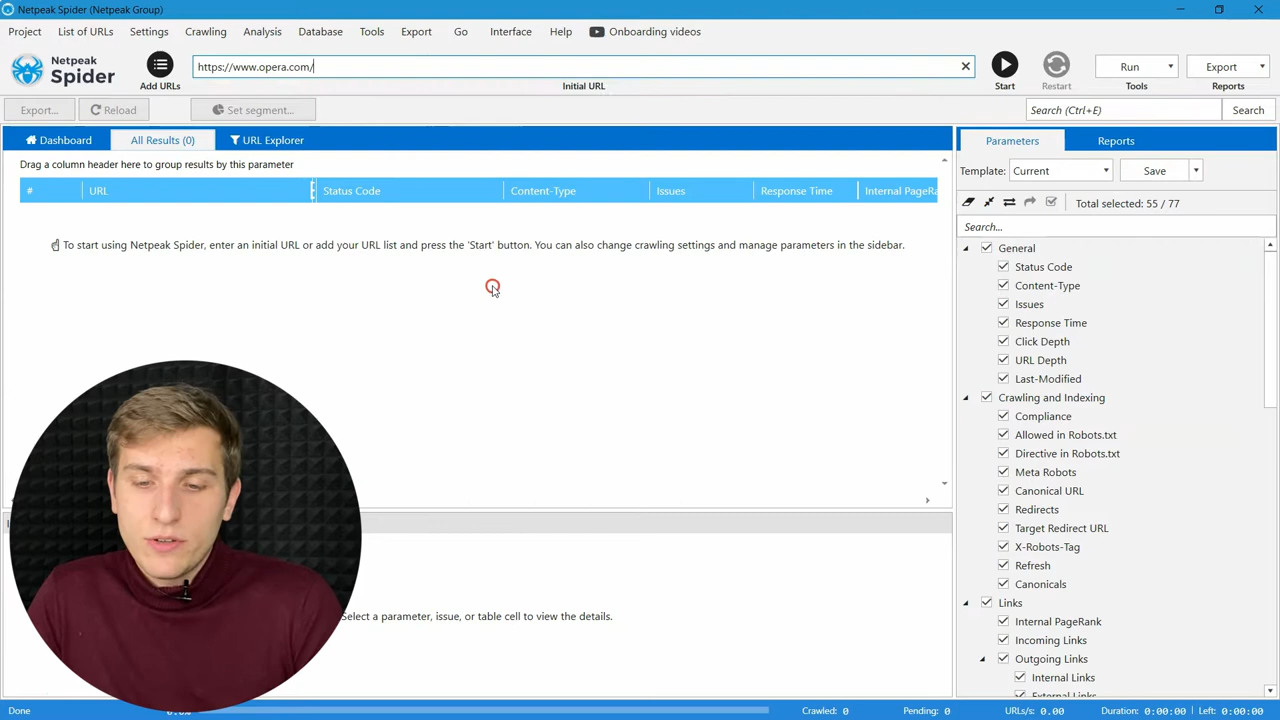 Netpeak Spider (Netpeak Group)
Project List of URLs Settings Crawling Analysis Database Tools Export Go Interface Help Onboarding videos
Netpeak
Spider
Add URLs
https://www.opera.com/
Initial URL
Start
Restart
Run
Tools
Export
Reports
Export...
Reload
Set segment...
Search (Ctrl+E)
Search
Dashboard
All Results (0)
URL Explorer
Drag a column header here to group results by this parameter
# URL Status Code Content-Type Issues Response Time Internal PageRa
To start using Netpeak Spider, enter an initial URL or add your URL list and press the 'Start' button. You can also change crawling settings and manage parameters in the sidebar.
Select a parameter, issue, or table cell to view the details.
Parameters
Reports
Template: Current
Save
Total selected: 55 / 77
Search...
General
Status Code
Content-Type
Issues
Response Time
Click Depth
URL Depth
Last-Modified
Crawling and Indexing
Compliance
Allowed in Robots.txt
Directive in Robots.txt
Meta Robots
Canonical URL
Redirects
Target Redirect URL
X-Robots-Tag
Refresh
Canonicals
Links
Internal PageRank
Incoming Links
Outgoing Links
Internal Links
External Links
Done
0.0%
Crawled: 0 Pending: 0 URLs/s: 0.00 Duration: 0:00:00 Left: 0:00:00